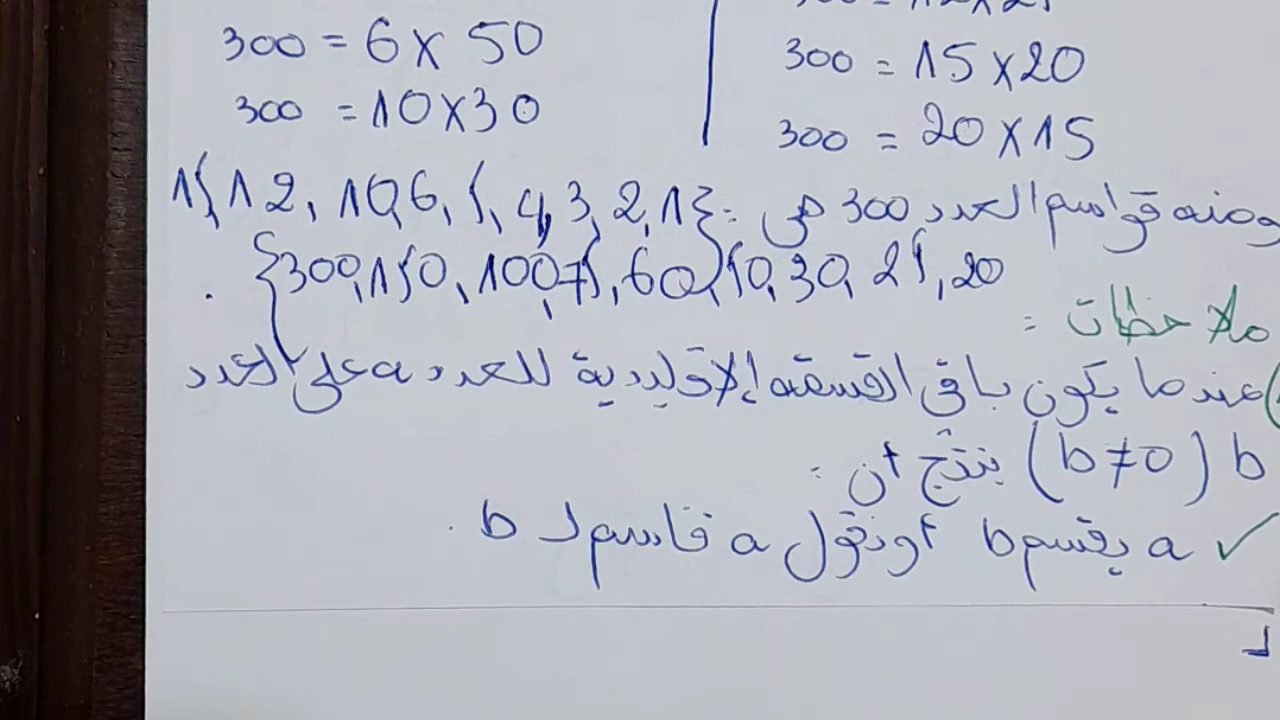 300 = 6 × 50
300 = 10 × 30
300 = 15 × 20
300 = 20 × 15
ومنه قواسم العدد 300 هي : {1, 2, 3, 4, 5, 6, 10, 12, 15
20, 25, 30, 50, 60, 75, 100, 150, 300} .
ملاحظات :
عندما يكون باقي القسمة الإقليدية للعدد a على العدد
b (b≠0) ينتج أن :
✓ a يقسم b أو نقول a قاسم لـ b .